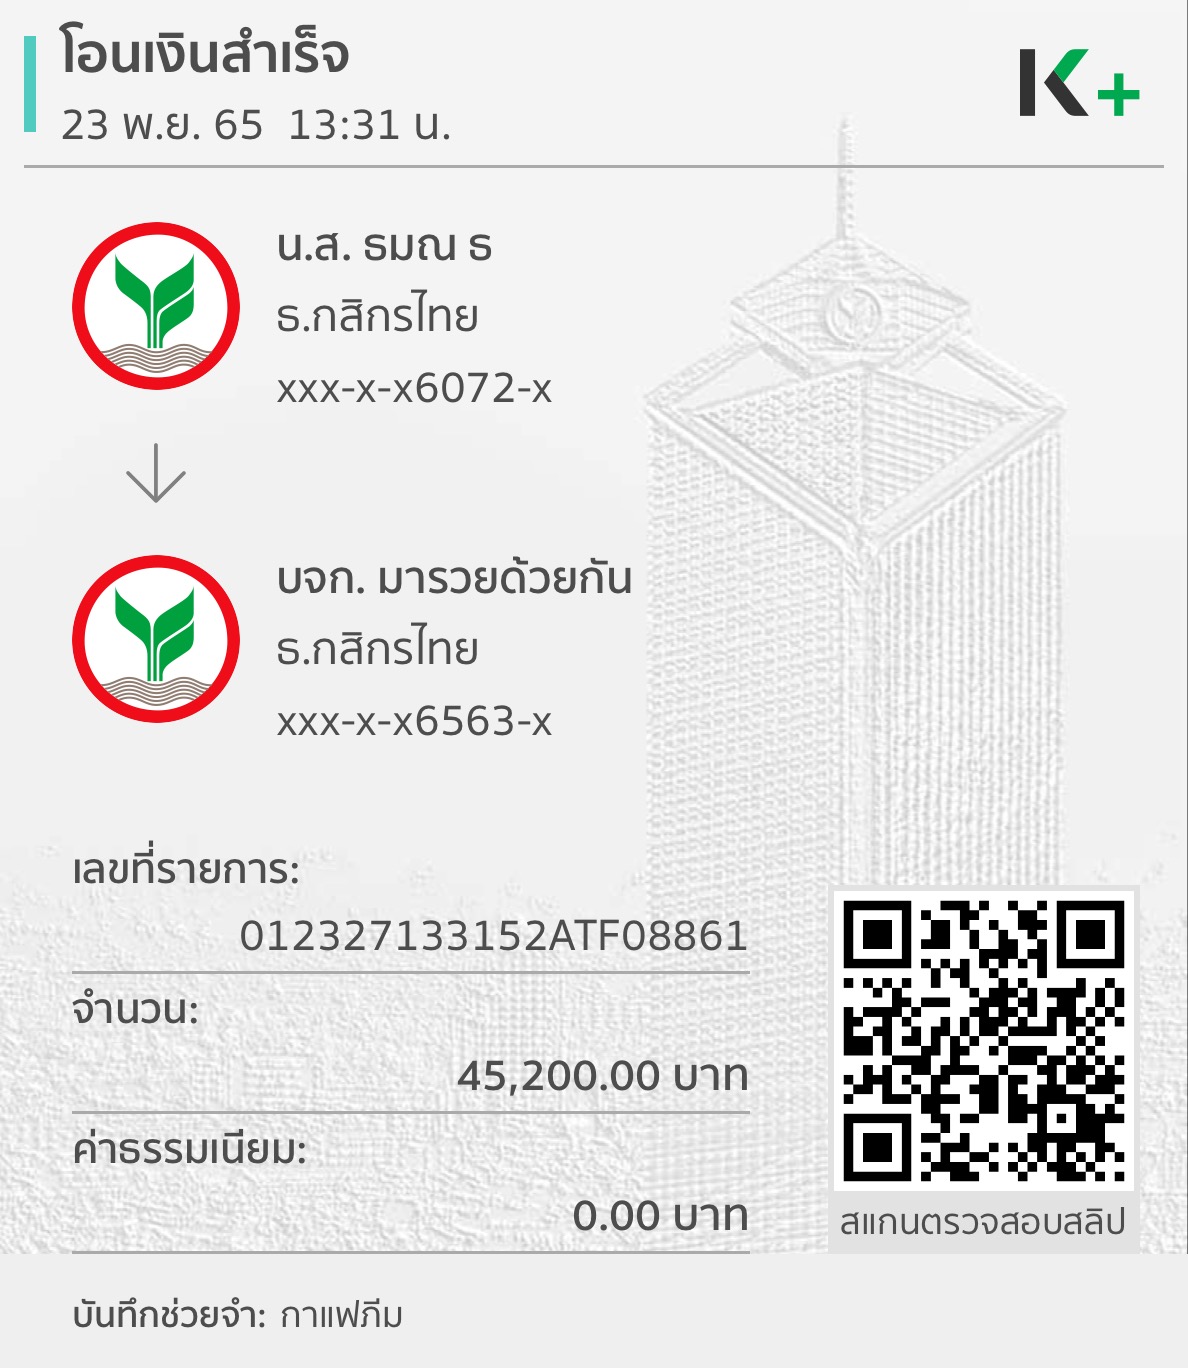 โอนเงินสำเร็จ
23 พ.ย. 65 13:31 น.
K+
น.ส. ธมณ ธ
ธ.กสิกรไทย
xxx-x-x6072-x
บจก. มารวยด้วยกัน
ธ.กสิกรไทย
xxx-x-x6563-x
เลขที่รายการ:
012327133152ATF08861
จำนวน:
45,200.00 บาท
ค่าธรรมเนียม:
0.00 บาท
สแกนตรวจสอบสลิป
บันทึกช่วยจำ: กาแฟภีม